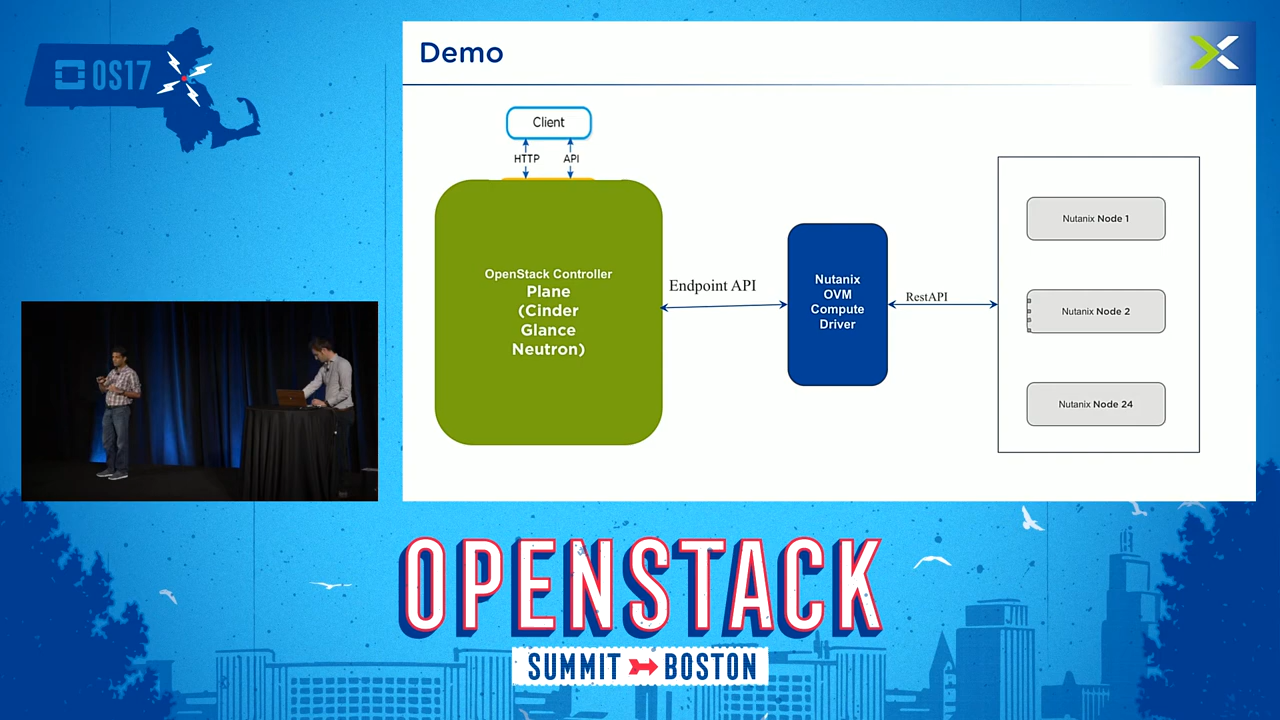 OS17
Demo
Client
HTTP API
OpenStack Controller
Plane
(Cinder
Glance
Neutron)
Endpoint API
Nutanix
OVM
Compute
Driver
RestAPI
Nutanix Node 1
Nutanix Node 2
Nutanix Node 24
OPENSTACK
SUMMIT BOSTON